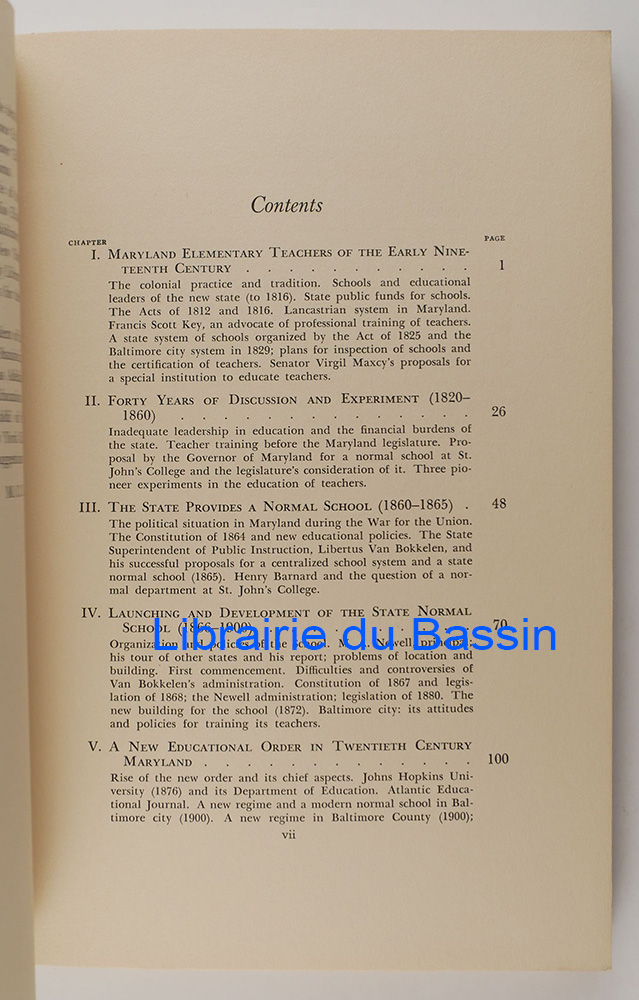 Contents
CHAPTER PAGE
I. MARYLAND ELEMENTARY TEACHERS OF THE EARLY NINE-
TEENTH CENTURY . . . . . . . . . . . 1
The colonial practice and tradition. Schools and educational
leaders of the new state (to 1816). State public funds for schools.
The Acts of 1812 and 1816. Lancastrian system in Maryland.
Francis Scott Key, an advocate of professional training of teachers.
A state system of schools organized by the Act of 1825 and the
Baltimore city system in 1829; plans for inspection of schools and
the certification of teachers. Senator Virgil Maxcy's proposals for
a special institution to educate teachers.
II. FORTY YEARS OF DISCUSSION AND EXPERIMENT (1820–
1860) . . . . . . . . . . . . . . 26
Inadequate leadership in education and the financial burdens of
the state. Teacher training before the Maryland legislature. Pro-
posal by the Governor of Maryland for a normal school at St.
John's College and the legislature's consideration of it. Three pio-
neer experiments in the education of teachers.
III. THE STATE PROVIDES A NORMAL SCHOOL (1860–1865) . 48
The political situation in Maryland during the War for the Union.
The Constitution of 1864 and new educational policies. The State
Superintendent of Public Instruction, Libertus Van Bokkelen, and
his successful proposals for a centralized school system and a state
normal school (1865). Henry Barnard and the question of a nor-
mal department at St. John's College.
IV. LAUNCHING AND DEVELOPMENT OF THE STATE NORMAL
SCHOOL (1866–1900) . . . . . . . . . . 70
Librairie du Bassin
Organization and policies of the school. M. Newell, principal;
his tour of other states and his report; problems of location and
building. First commencement. Difficulties and controversies of
Van Bokkelen's administration. Constitution of 1867 and legis-
lation of 1868; the Newell administration; legislation of 1880. The
new building for the school (1872). Baltimore city: its attitudes
and policies for training its teachers.
V. A NEW EDUCATIONAL ORDER IN TWENTIETH CENTURY
MARYLAND . . . . . . . . . . . . . 100
Rise of the new order and its chief aspects. Johns Hopkins Uni-
versity (1876) and its Department of Education. Atlantic Educa-
tional Journal. A new regime and a modern normal school in Bal-
timore city (1900). A new regime in Baltimore County (1900);
vii